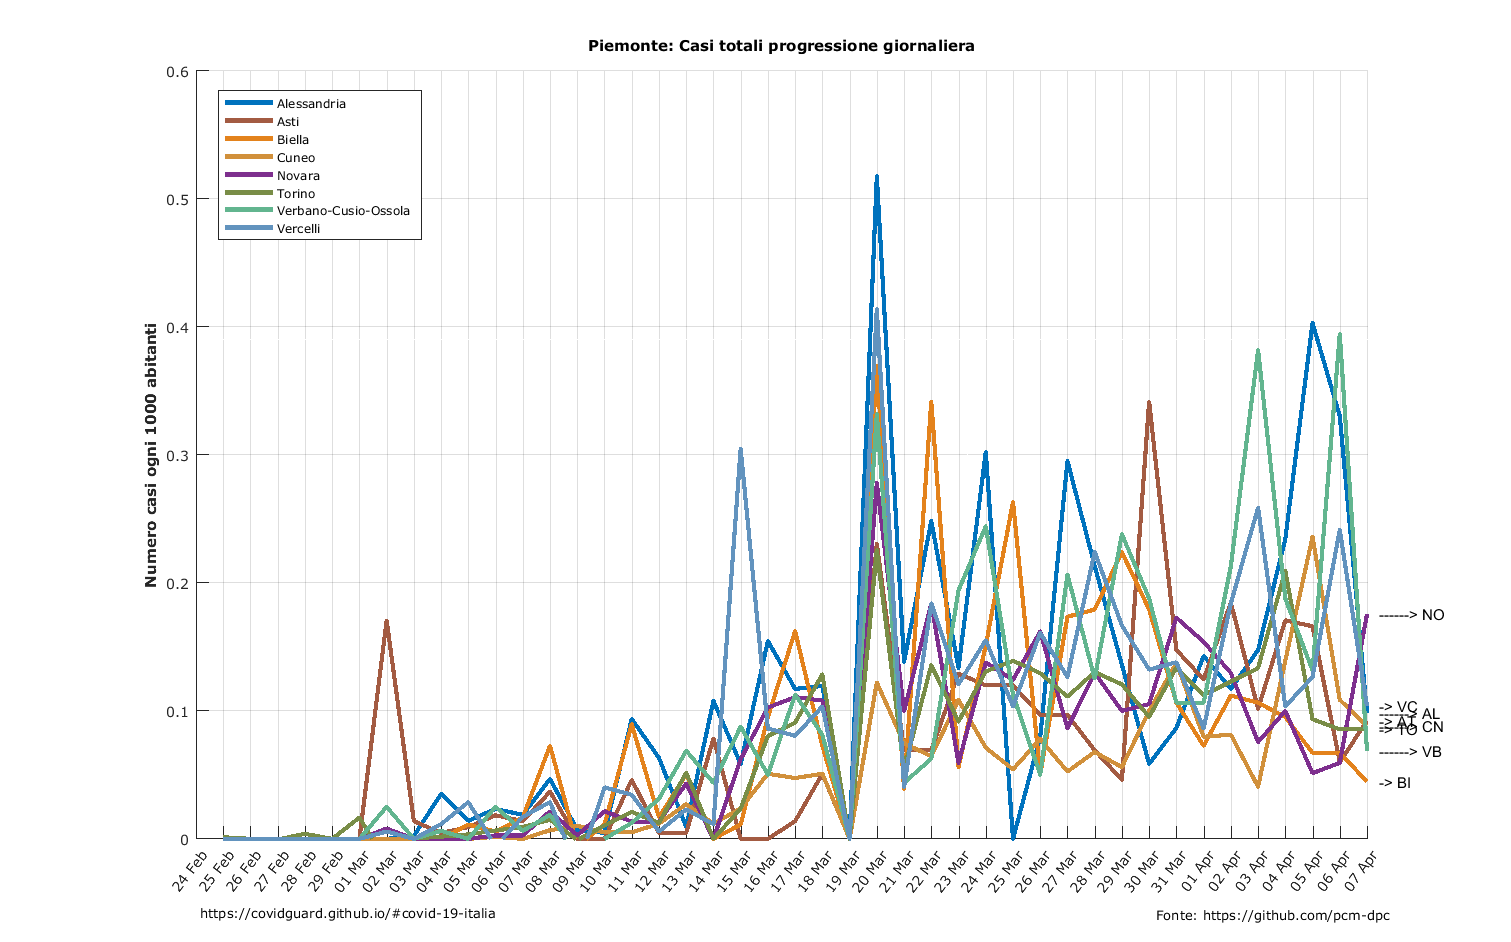 Piemonte: Casi totali progressione giornaliera
0.6
0.5
0.4
0.3
0.2
0.1
0
Numero casi ogni 1000 abitanti
Alessandria
Asti
Biella
Cuneo
Novara
Torino
Verbano-Cusio-Ossola
Vercelli
------> NO
-> VC
------> AL
-> AT
------> CN
-> TO
------> VB
-> BI
24 Feb
25 Feb
26 Feb
27 Feb
28 Feb
29 Feb
01 Mar
02 Mar
03 Mar
04 Mar
05 Mar
06 Mar
07 Mar
08 Mar
09 Mar
10 Mar
11 Mar
12 Mar
13 Mar
14 Mar
15 Mar
16 Mar
17 Mar
18 Mar
19 Mar
20 Mar
21 Mar
22 Mar
23 Mar
24 Mar
25 Mar
26 Mar
27 Mar
28 Mar
29 Mar
30 Mar
31 Mar
01 Apr
02 Apr
03 Apr
04 Apr
05 Apr
06 Apr
07 Apr
https://covidguard.github.io/#covid-19-italia
Fonte: https://github.com/pcm-dpc